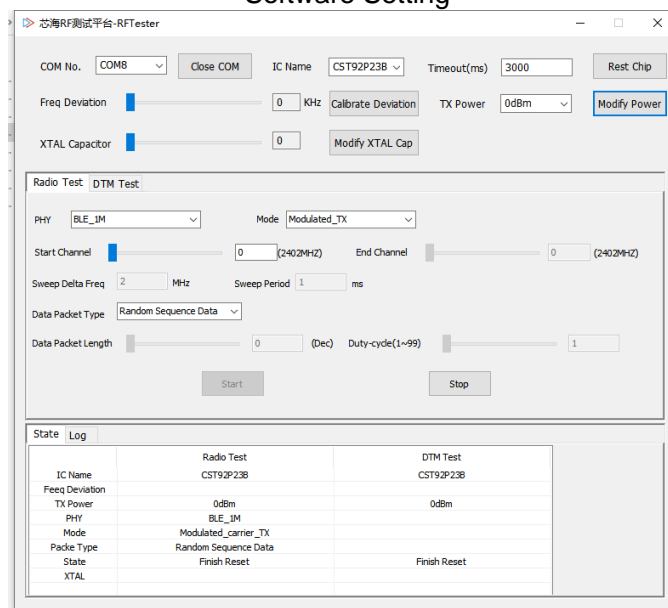 Software Setting
芯海RF测试平台-RFTester
COM No. COM8 Close COM IC Name CST92P23B Timeout(ms) 3000 Rest Chip
Freq Deviation 0 KHz Calibrate Deviation TX Power 0dBm Modify Power
XTAL Capacitor 0 Modify XTAL Cap
Radio Test DTM Test
PHY BLE_1M Mode Modulated_TX
Start Channel 0 (2402MHZ) End Channel 0 (2402MHZ)
Sweep Delta Freq 2 MHz Sweep Period 1 ms
Data Packet Type Random Sequence Data
Data Packet Length 0 (Dec) Duty-cycle(1~99) 1
Start Stop
State Log
Radio Test DTM Test
IC Name CST92P23B CST92P23B
Feeq Deviation
TX Power 0dBm 0dBm
PHY BLE_1M
Mode Modulated_carrier_TX
Packe Type Random Sequence Data
State Finish Reset Finish Reset
XTAL